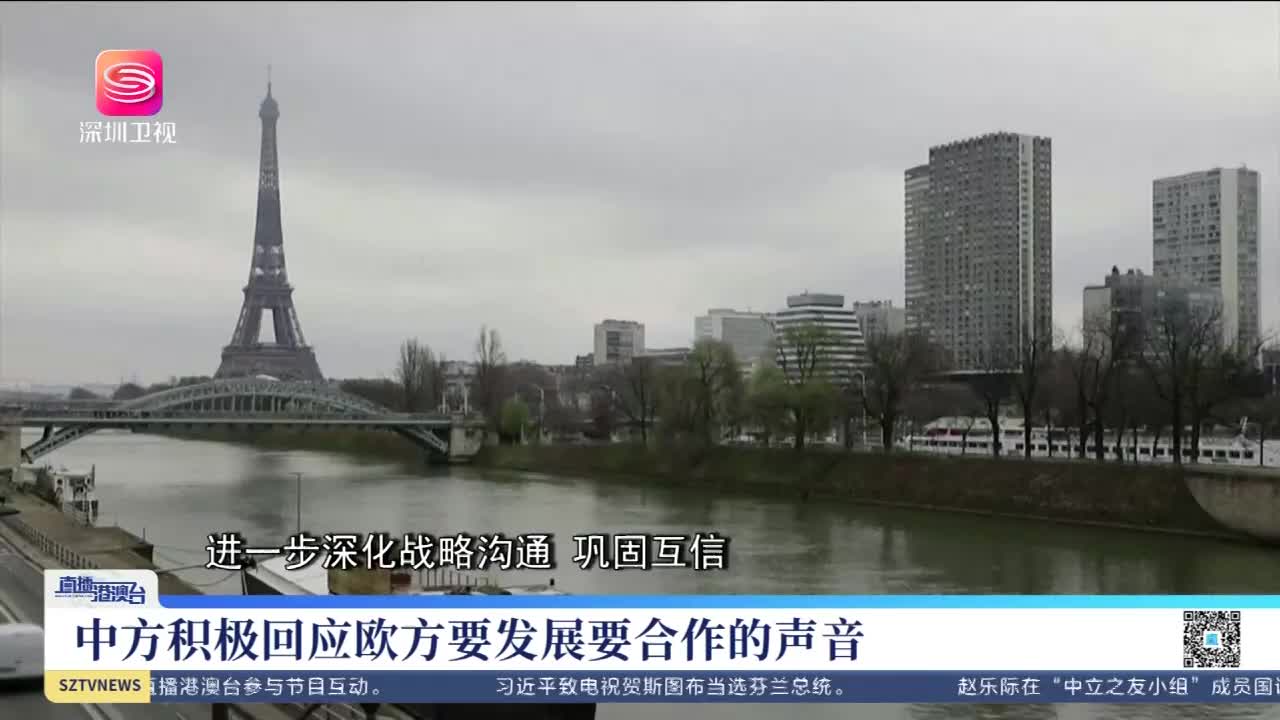 深圳卫视
进一步深化战略沟通 巩固互信
直播港澳台
中方积极回应欧方要发展要合作的声音
SZTVNEWS
直播港澳台参与节目互动。 习近平致电祝贺斯图布当选芬兰总统。 赵乐际在“中立之友小组”成员国议